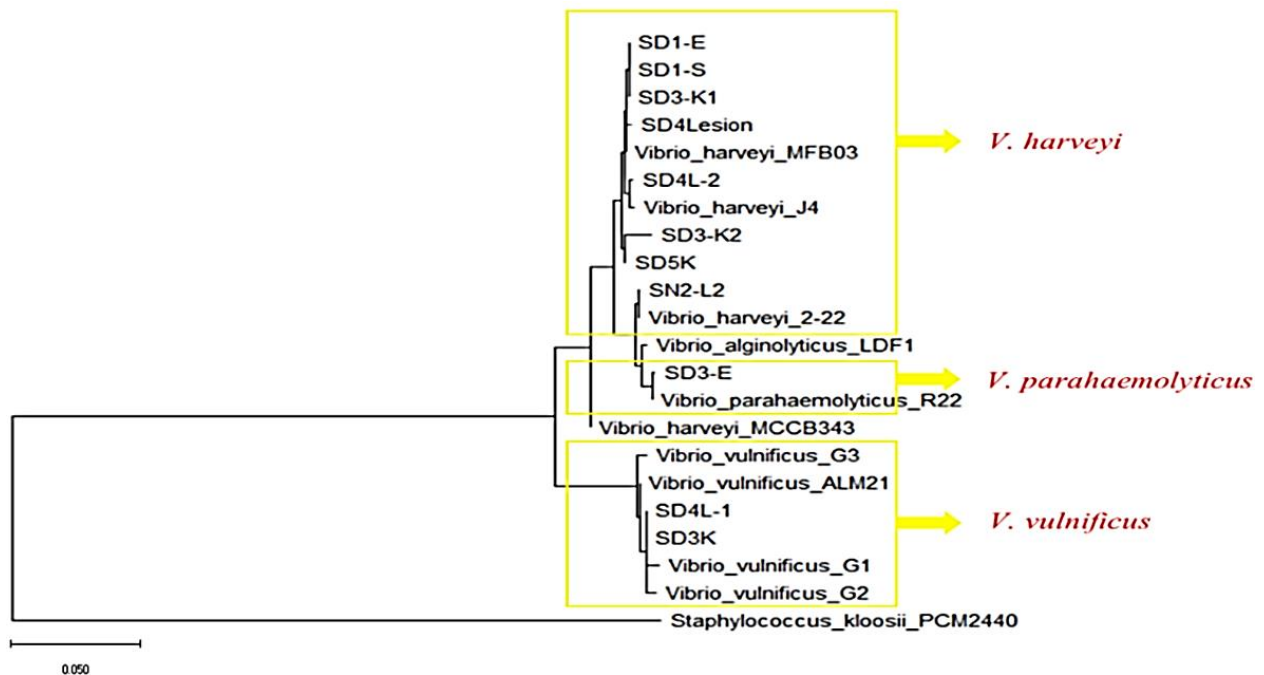 SD1-E
SD1-S
SD3-K1
SD4Lesion
V. harveyi
Vibrio_harveyi_MFB03
SD4L-2
Vibrio_harveyi_J4
SD3-K2
SD5K
SN2-L2
Vibrio_harveyi_2-22
Vibrio_alginolyticus_LDF1
SD3-E
V. parahaemolyticus
Vibrio_parahaemolyticus_R22
Vibrio_harveyi_MCCB343
Vibrio_vulnificus_G3
Vibrio_vulnificus_ALM21
SD4L-1
V. vulnificus
SD3K
Vibrio_vulnificus_G1
Vibrio_vulnificus_G2
Staphylococcus_kloosii_PCM2440
0.050